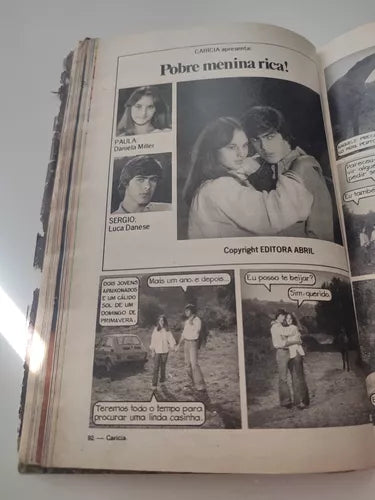 CARÍCIA apresenta:
Pobre menina rica!
PAULA:
Daniela Miller
SERGIO:
Luca Danese
Copyright EDITORA ABRIL
DOIS JOVENS
APAIXONADOS
E UM CÁLIDO
SOL DE UM
DOMINGO DE
PRIMAVERA.
Mais um ano, e depois...
Teremos todo o tempo para
procurar uma linda casinha.
Eu posso te beijar?
Sim, querido.
Eu também
92 — Carícia